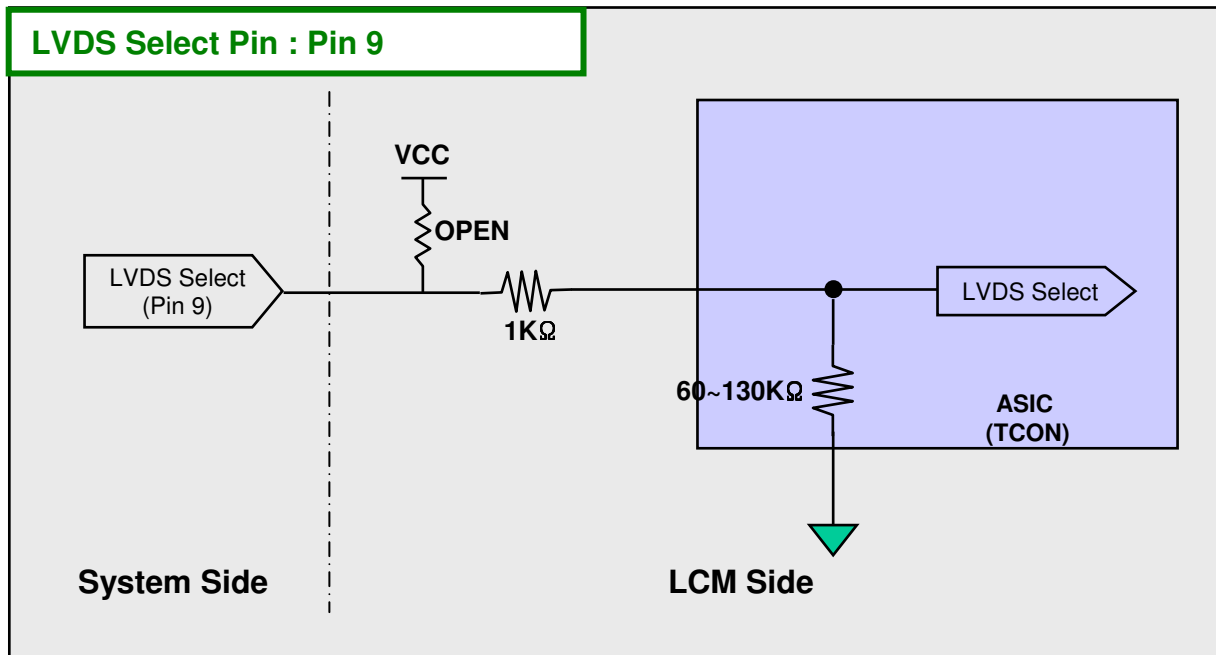 LVDS Select Pin : Pin 9
VCC
OPEN
LVDS Select
(Pin 9)
1KΩ
LVDS Select
60~130KΩ
ASIC
(TCON)
System Side
LCM Side